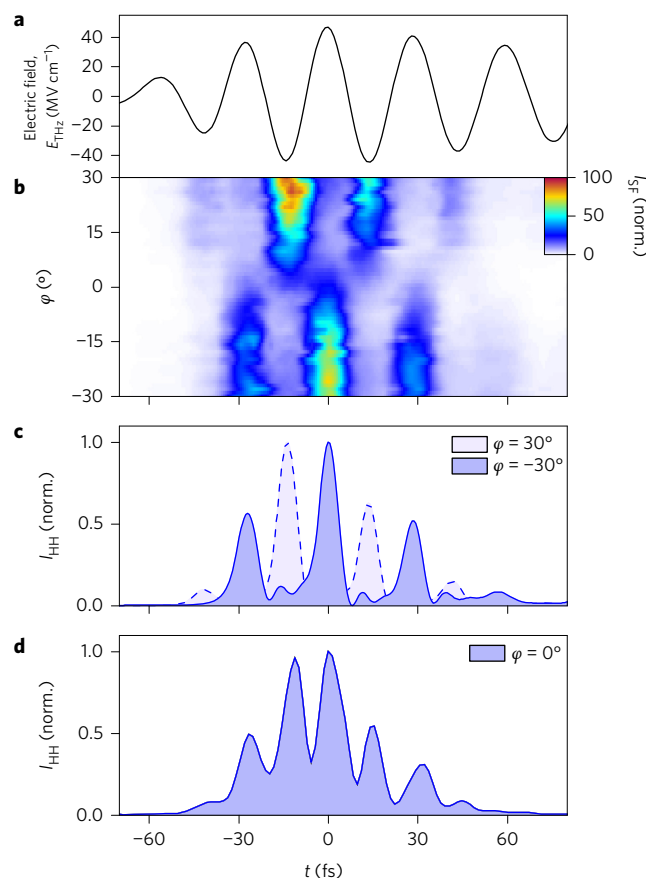 a
Electric field,
E_THz (MV cm⁻¹)
40
20
0
−20
−40
b
φ (°)
30
15
0
−15
−30
100
50
0
I_SF (norm.)
c
I_HH (norm.)
1.0
0.5
0.0
φ = 30°
φ = −30°
d
I_HH (norm.)
1.0
0.5
0.0
φ = 0°
−60
−30
0
30
60
t (fs)